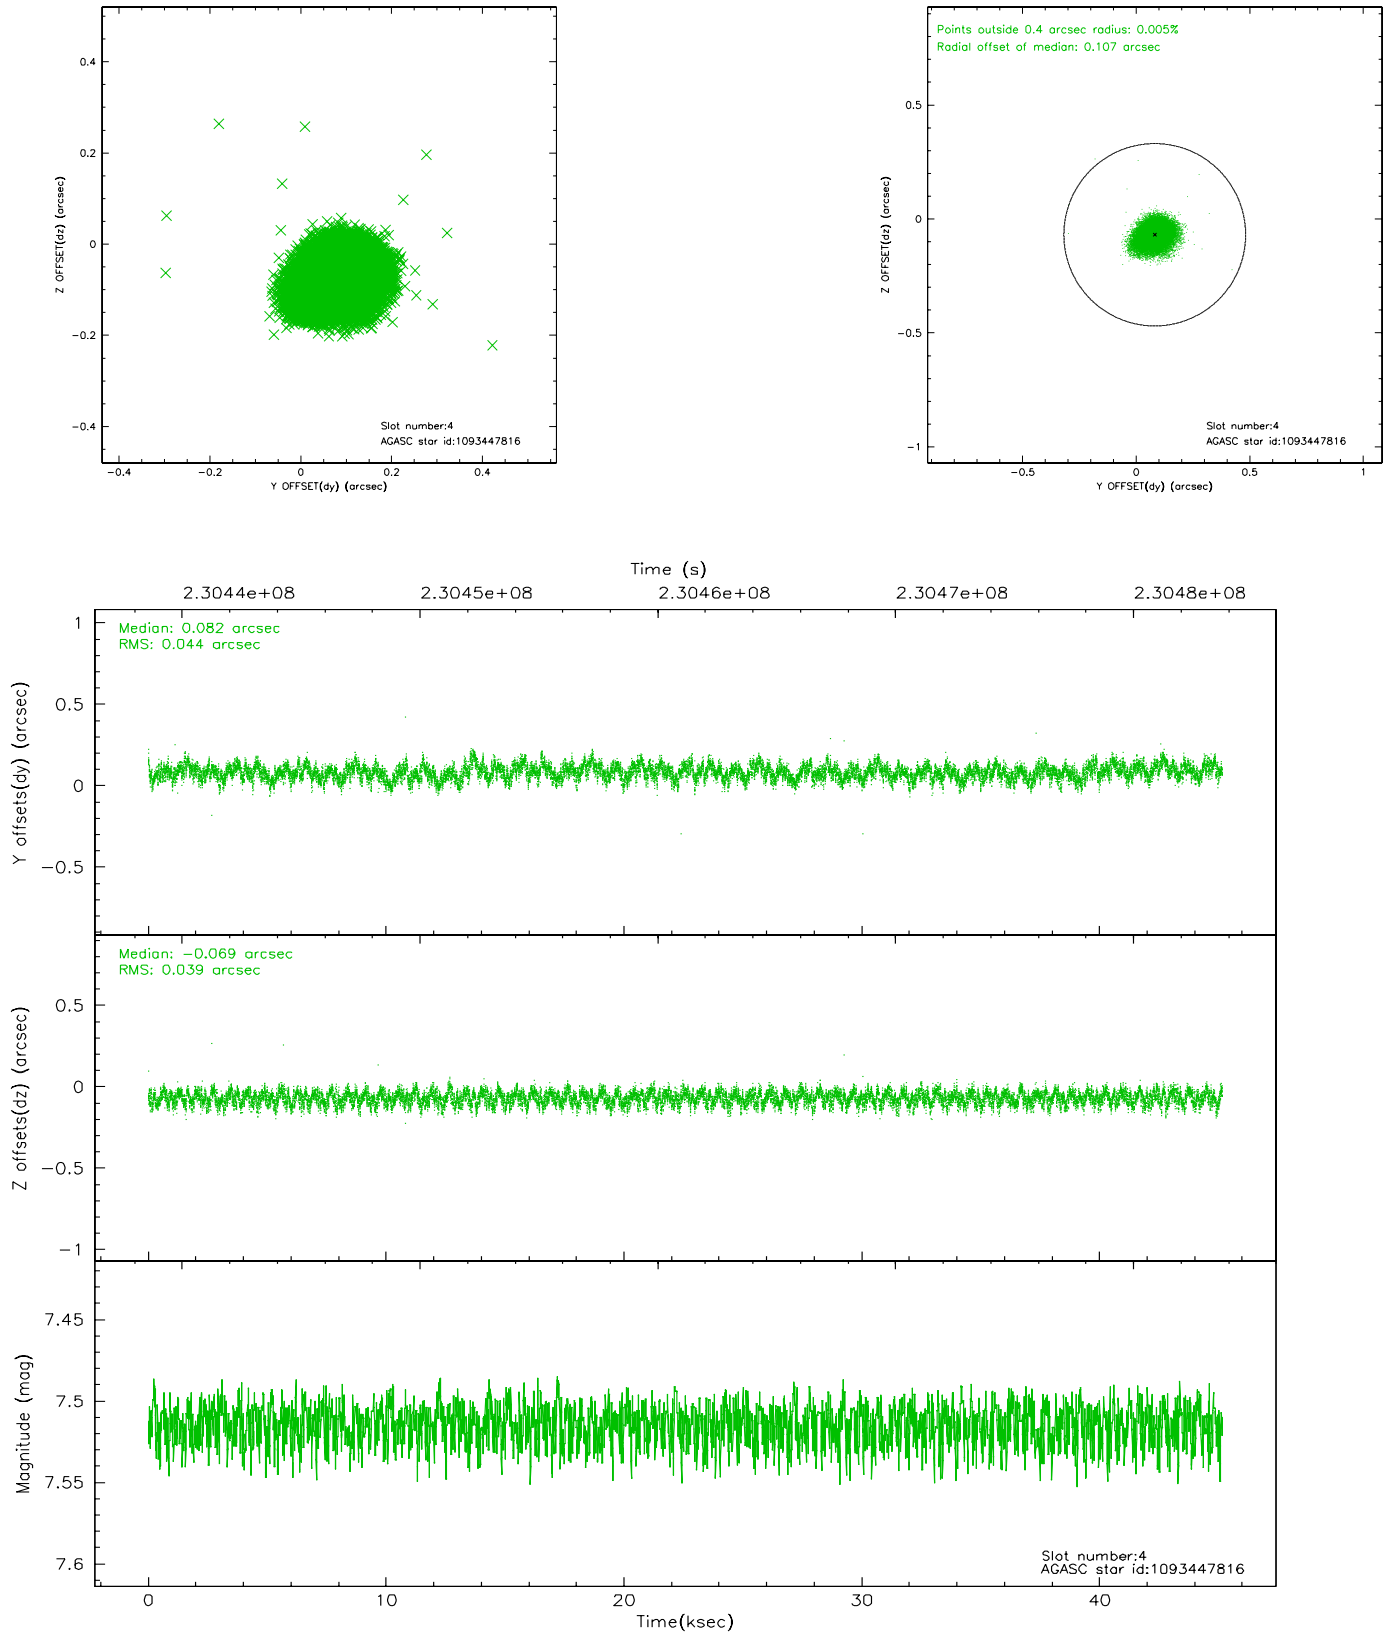 0.4
0.2
0
−0.2
−0.4
Z OFFSET(dz) (arcsec)
Slot number:4
AGASC star id:1093447816
−0.4 −0.2 0 0.2 0.4
Y OFFSET(dy) (arcsec)
Points outside 0.4 arcsec radius: 0.005%
Radial offset of median: 0.107 arcsec
0.5
0
−0.5
−1
Z OFFSET(dz) (arcsec)
Slot number:4
AGASC star id:1093447816
−0.5 0 0.5 1
Y OFFSET(dy) (arcsec)
Time (s)
2.3044e+08 2.3045e+08 2.3046e+08 2.3047e+08 2.3048e+08
Median: 0.082 arcsec
RMS: 0.044 arcsec
1
0.5
0
−0.5
Y offsets(dy) (arcsec)
Median: −0.069 arcsec
RMS: 0.039 arcsec
0.5
0
−0.5
−1
Z offsets(dz) (arcsec)
7.45
7.5
7.55
7.6
Magnitude (mag)
Slot number:4
AGASC star id:1093447816
0 10 20 30 40
Time(ksec)